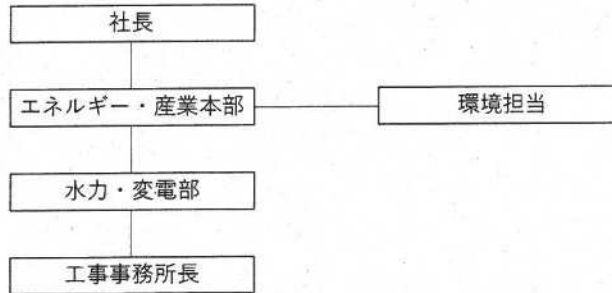 社長
エネルギー・産業本部
環境担当
水力・変電部
工事事務所長